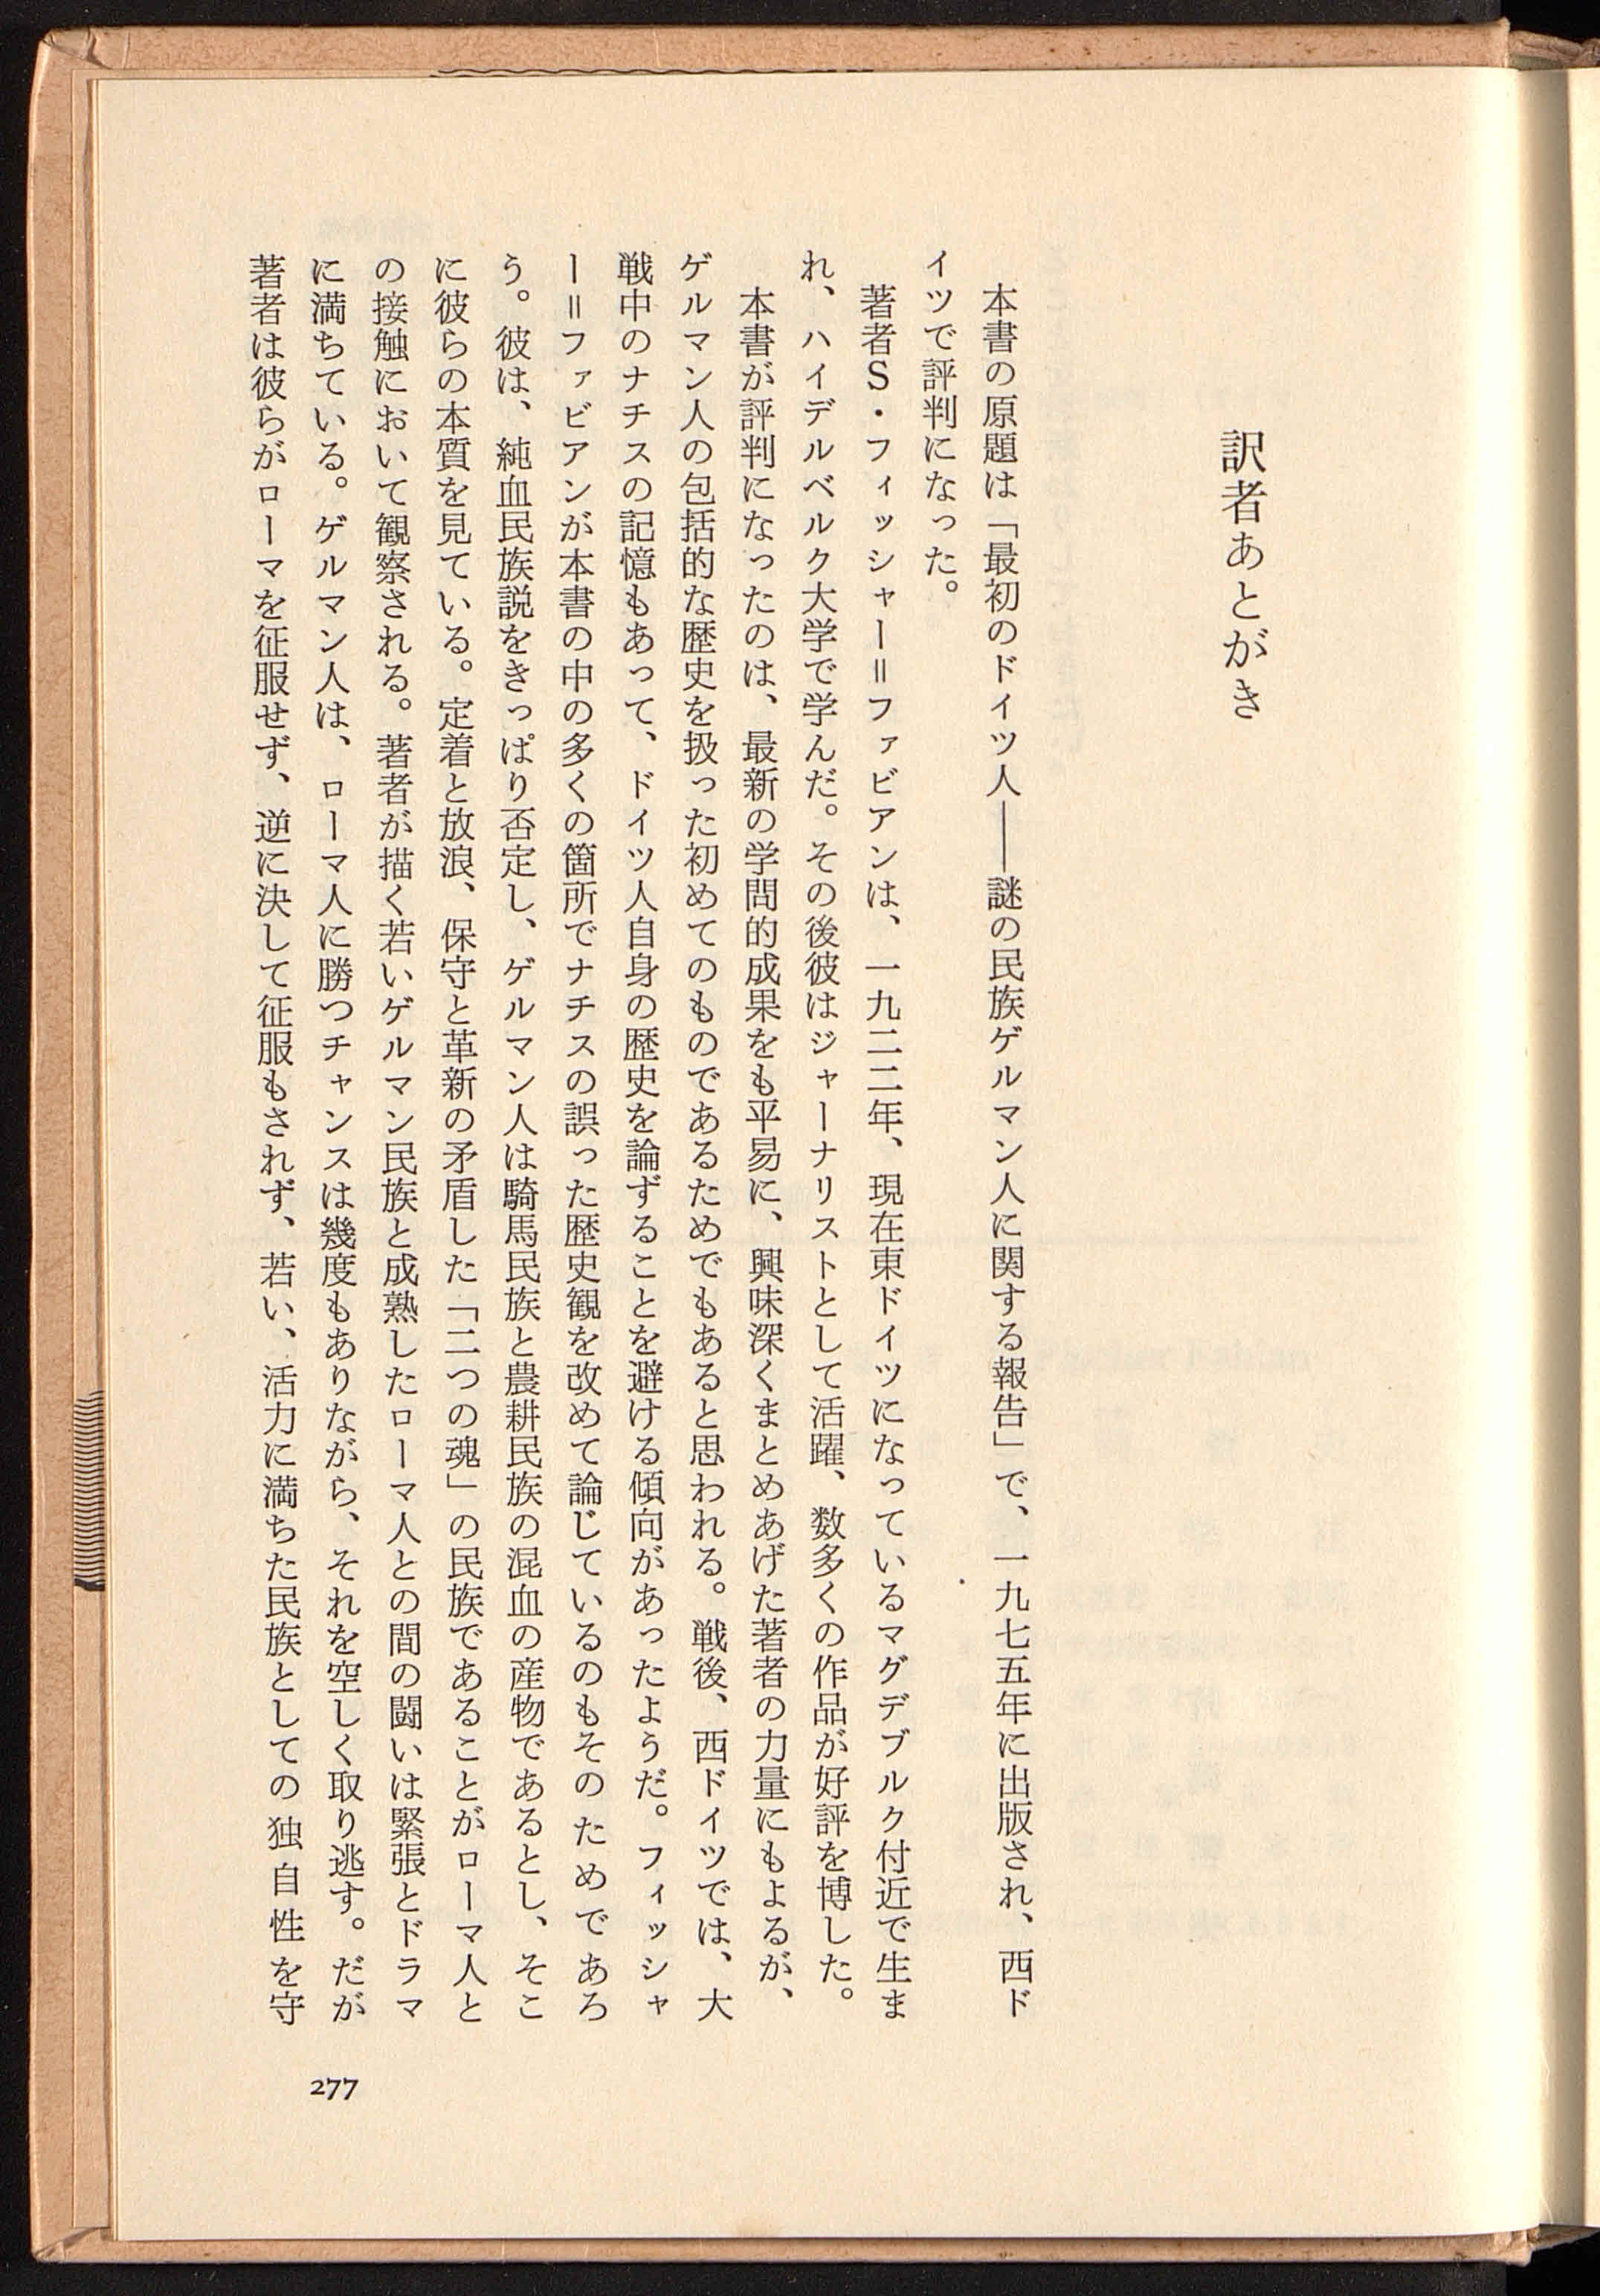 訳者あとがき
本書の原題は「最初のドイツ人――謎の民族ゲルマン人に関する報告」で、一九七五年に出版され、西ド
イツで評判になった。
著者S・フィッシャー＝ファビアンは、一九二二年、現在東ドイツになっているマグデブルク付近で生ま
れ、ハイデルベルク大学で学んだ。その後彼はジャーナリストとして活躍、数多くの作品が好評を博した。
本書が評判になったのは、最新の学問的成果をも平易に、興味深くまとめあげた著者の力量にもよるが、
ゲルマン人の包括的な歴史を扱った初めてのものであるためでもあると思われる。戦後、西ドイツでは、大
戦中のナチスの記憶もあって、ドイツ人自身の歴史を論ずることを避ける傾向があったようだ。フィッシャ
ー＝ファビアンが本書の中の多くの箇所でナチスの誤った歴史観を改めて論じているのもそのためであろ
う。彼は、純血民族説をきっぱり否定し、ゲルマン人は騎馬民族と農耕民族の混血の産物であるとし、そこ
に彼らの本質を見ている。定着と放浪、保守と革新の矛盾した「二つの魂」の民族であることがローマ人と
の接触において観察される。著者が描く若いゲルマン民族と成熟したローマ人との間の闘いは緊張とドラマ
に満ちている。ゲルマン人は、ローマ人に勝つチャンスは幾度もありながら、それを空しく取り逃す。だが
著者は彼らがローマを征服せず、逆に決して征服もされず、若い、活力に満ちた民族としての独自性を守
277